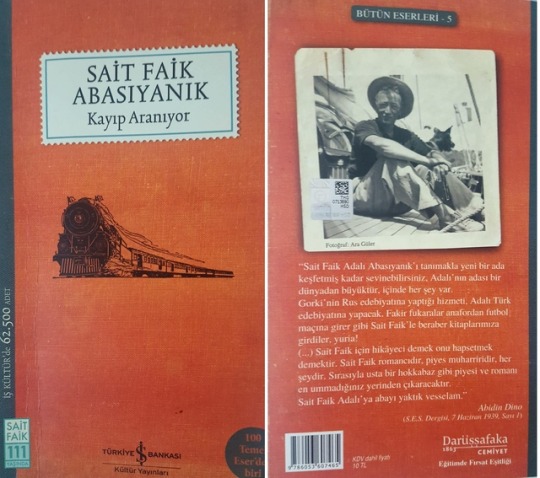 SAİT FAİK
ABASIYANIK
Kayıp Aranıyor
İŞ KÜLTÜR'de 62.500 ADET
SAİT
FAİK
111
YAŞINDA
TÜRKİYE İŞ BANKASI
Kültür Yayınları
100
Temel
Eser'den
biri
BÜTÜN ESERLERİ - 5
Fotoğraf: Ara Güler
"Sait Faik Adalı Abasıyanık'ı tanımakla yeni bir ada
keşfetmiş kadar sevinebilirsiniz, Adalı'nın adası bir
dünyadan büyüktür, içinde her şey var.
Gorki'nin Rus edebiyatına yaptığı hizmeti, Adalı Türk
edebiyatına yapacak. Fakir fukaralar anafordan futbol
maçına girer gibi Sait Faik'le beraber kitaplarımıza
girdiler, yuria!
(...) Sait Faik için hikâyeci demek onu hapsetmek
demektir. Sait Faik romancıdır, piyes muharriridir, her
şeydir. Sırasıyla usta bir hokkabaz gibi piyesi ve romanı
en ummadığınız yerinden çıkaracaktır.
Sait Faik Adalı'ya abayı yaktık vesselam."
Abidin Dino
(S.E.S. Dergisi, 7 Haziran 1939, Sayı 1)
KDV dahil fiyatı
10 TL
9786053607465
Darüşşafaka
1863 CEMİYET
Eğitimde Fırsat Eşitliği